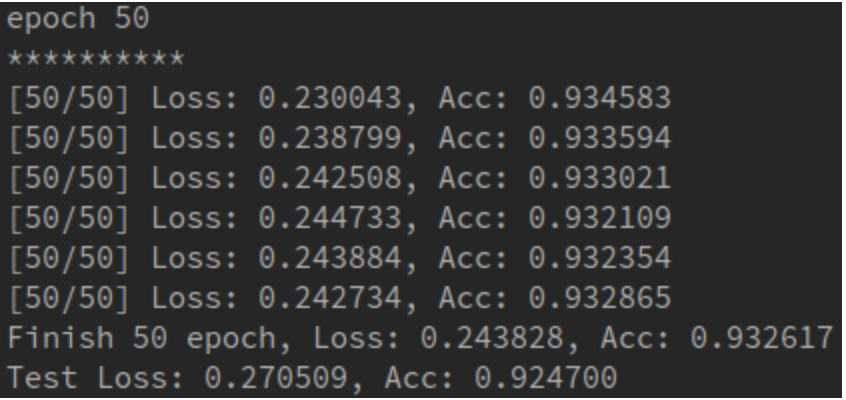 epoch 50
**********
[50/50] Loss: 0.230043, Acc: 0.934583
[50/50] Loss: 0.238799, Acc: 0.933594
[50/50] Loss: 0.242508, Acc: 0.933021
[50/50] Loss: 0.244733, Acc: 0.932109
[50/50] Loss: 0.243884, Acc: 0.932354
[50/50] Loss: 0.242734, Acc: 0.932865
Finish 50 epoch, Loss: 0.243828, Acc: 0.932617
Test Loss: 0.270509, Acc: 0.924700